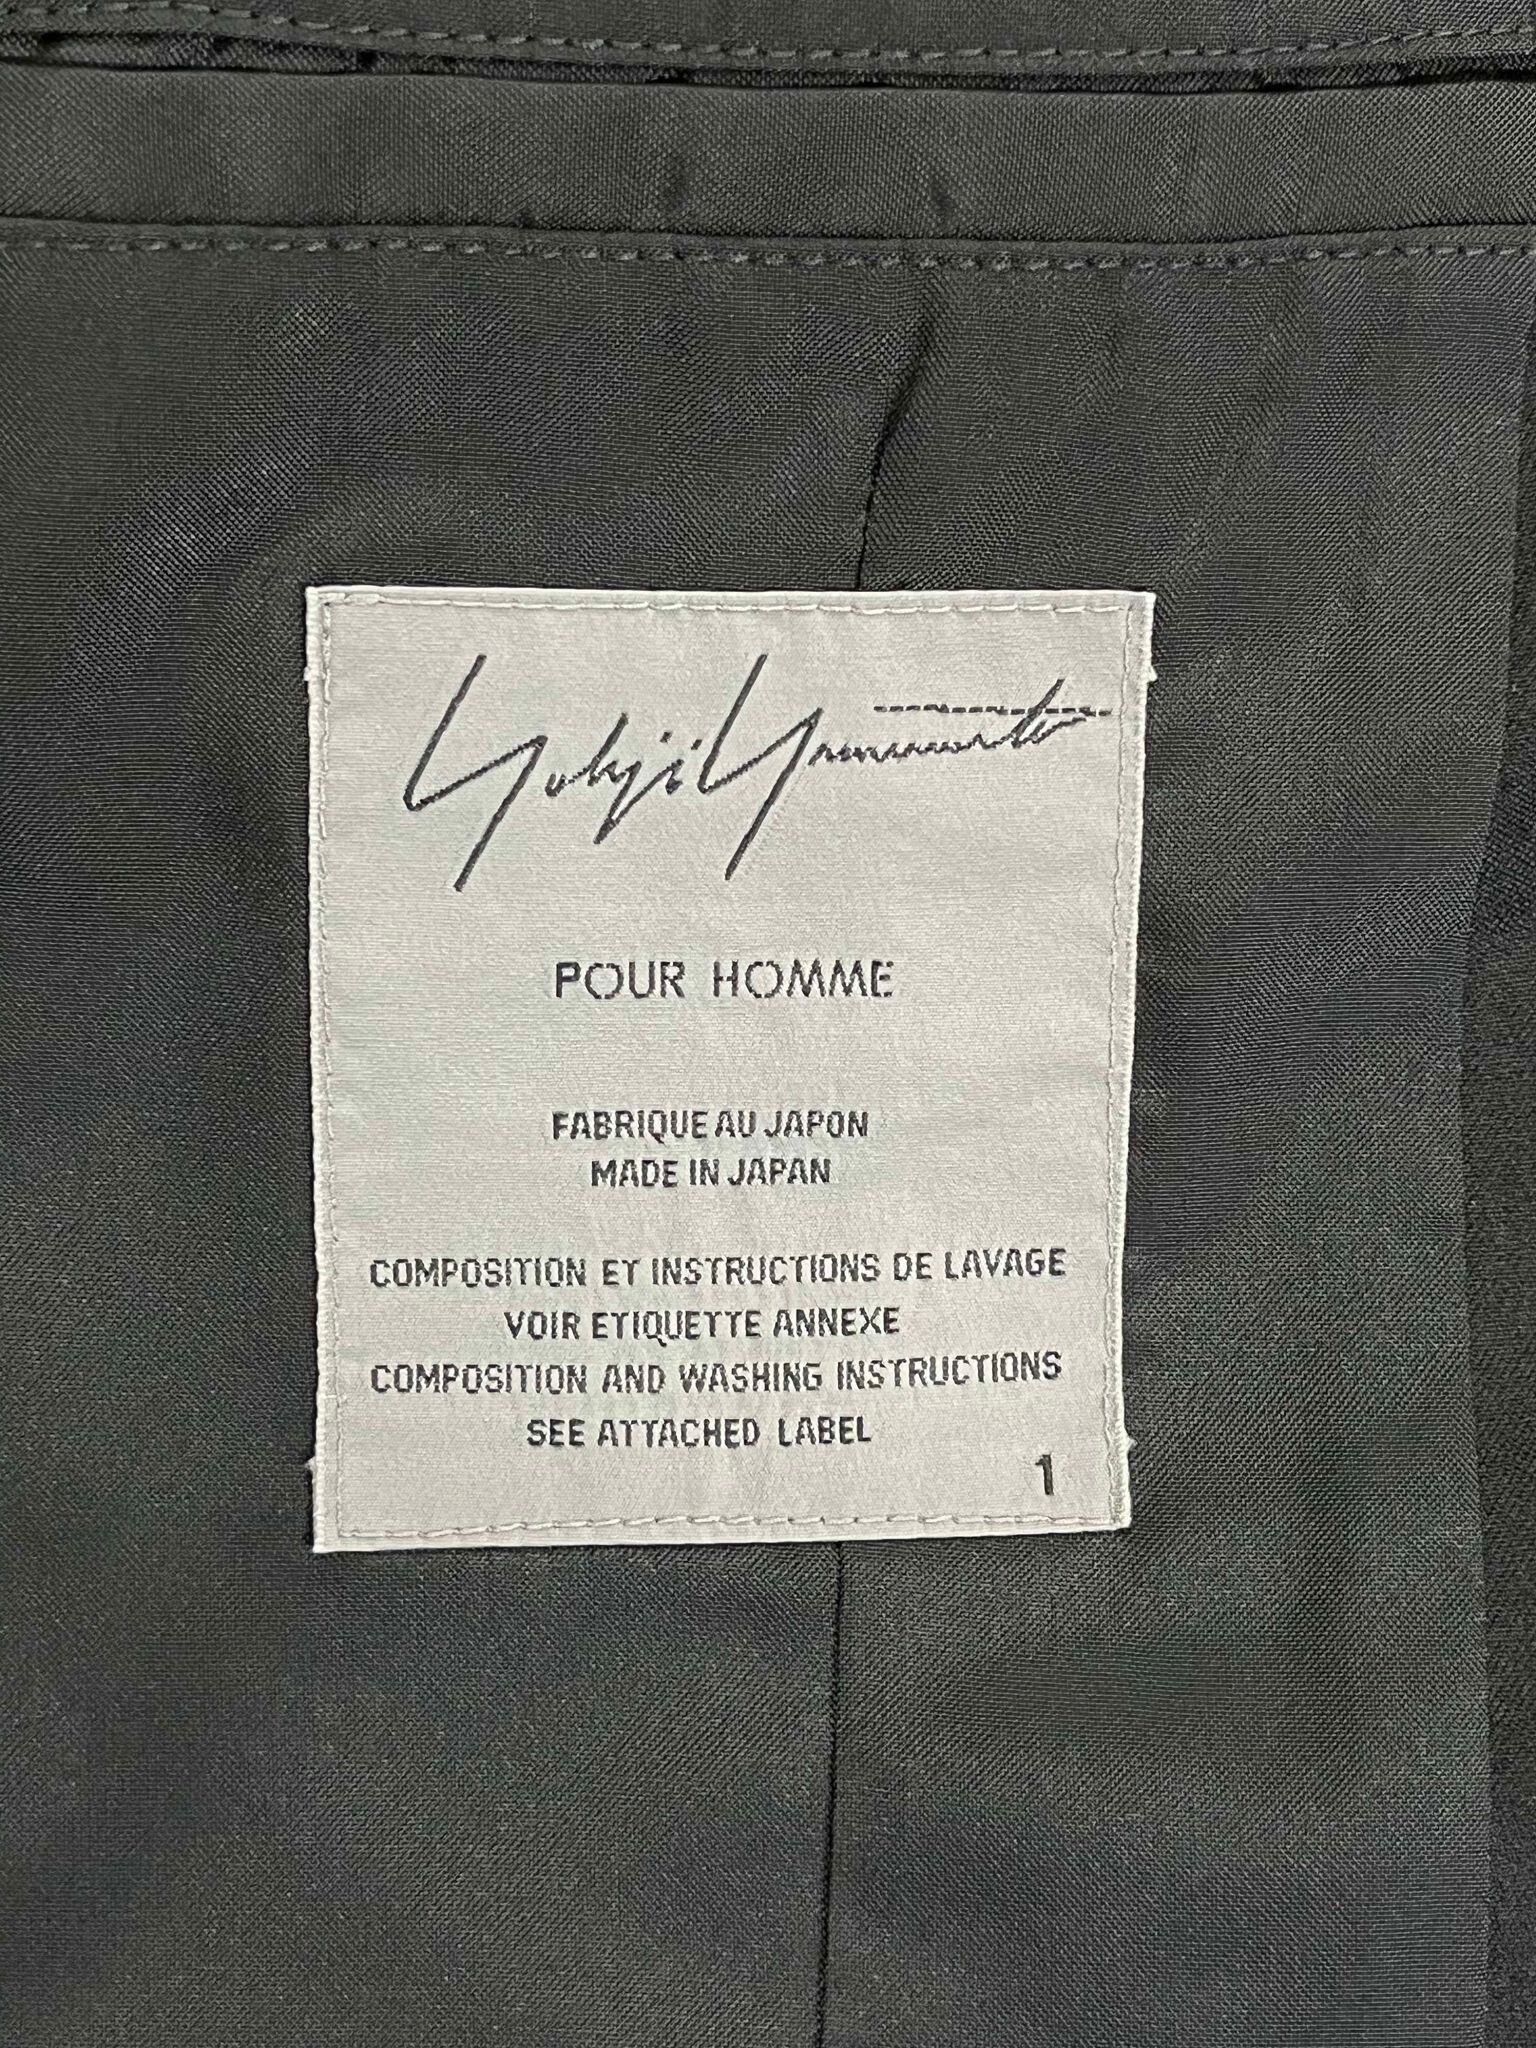 Yohji Yamamoto
POUR HOMME
FABRIQUE AU JAPON
MADE IN JAPAN
COMPOSITION ET INSTRUCTIONS DE LAVAGE
VOIR ETIQUETTE ANNEXE
COMPOSITION AND WASHING INSTRUCTIONS
SEE ATTACHED LABEL
1